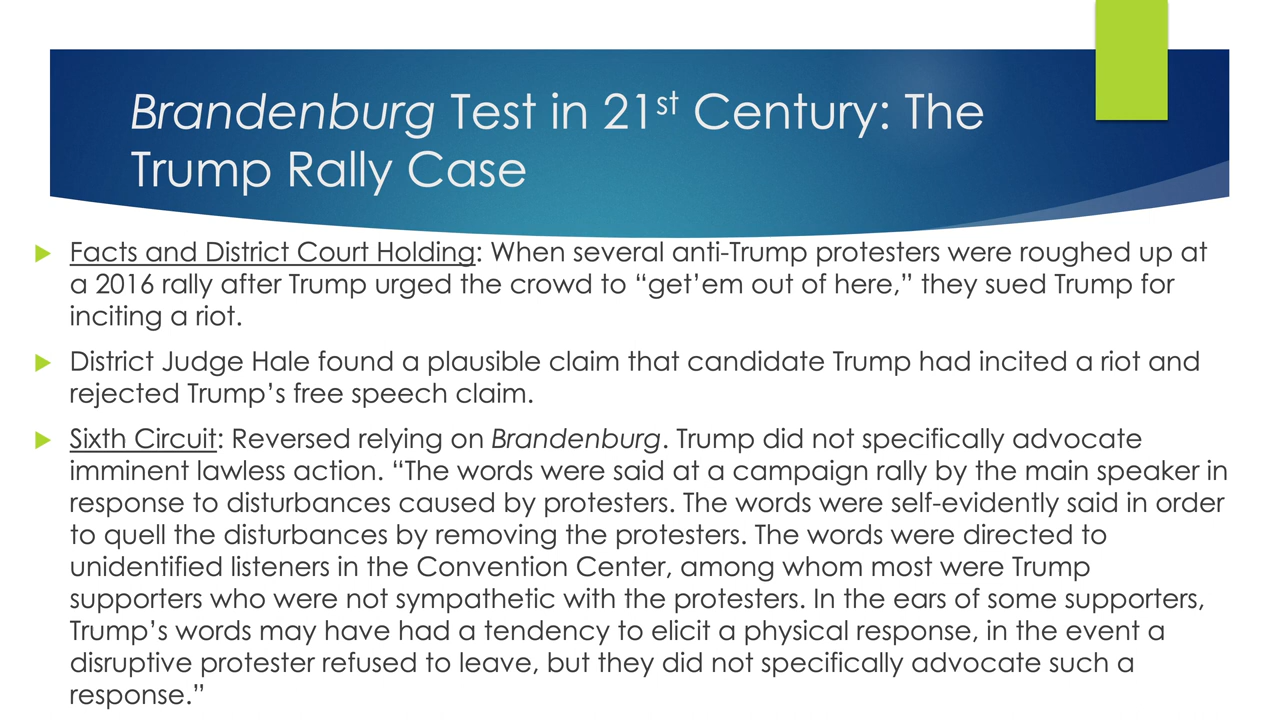 Brandenburg Test in 21st Century: The
Trump Rally Case
Facts and District Court Holding: When several anti-Trump protesters were roughed up at
a 2016 rally after Trump urged the crowd to “get’em out of here,” they sued Trump for
inciting a riot.
District Judge Hale found a plausible claim that candidate Trump had incited a riot and
rejected Trump’s free speech claim.
Sixth Circuit: Reversed relying on Brandenburg. Trump did not specifically advocate
imminent lawless action. “The words were said at a campaign rally by the main speaker in
response to disturbances caused by protesters. The words were self-evidently said in order
to quell the disturbances by removing the protesters. The words were directed to
unidentified listeners in the Convention Center, among whom most were Trump
supporters who were not sympathetic with the protesters. In the ears of some supporters,
Trump’s words may have had a tendency to elicit a physical response, in the event a
disruptive protester refused to leave, but they did not specifically advocate such a
response.”